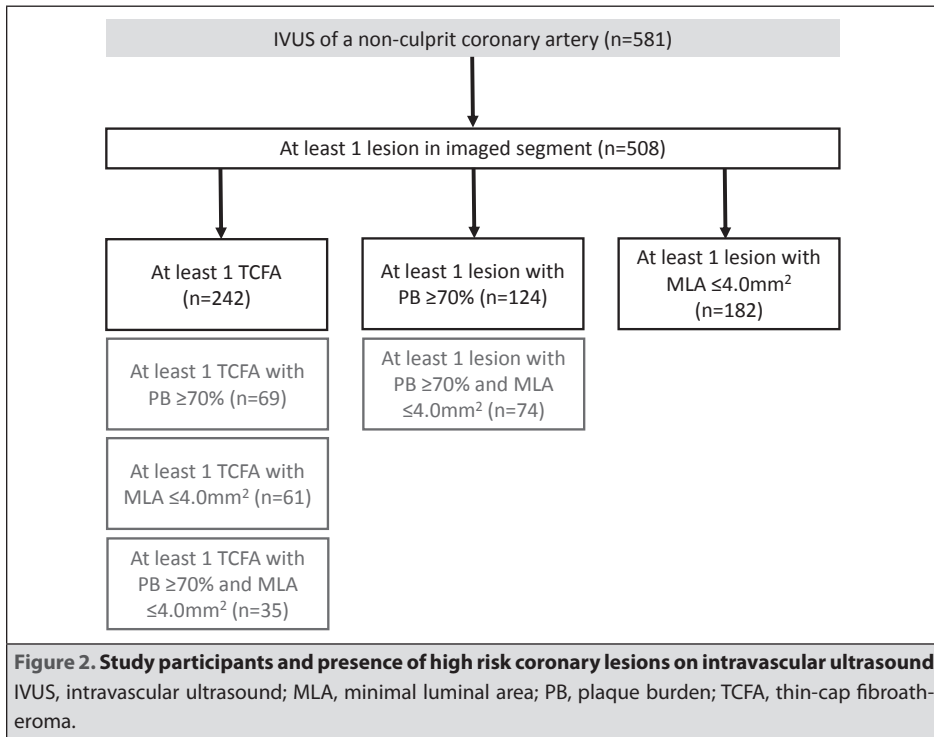 IVUS of a non-culprit coronary artery (n=581)
At least 1 lesion in imaged segment (n=508)
At least 1 TCFA
(n=242)
At least 1 lesion with
PB ≥70% (n=124)
At least 1 lesion with
MLA ≤4.0mm²
(n=182)
At least 1 TCFA with
PB ≥70% (n=69)
At least 1 lesion with
PB ≥70% and MLA
≤4.0mm² (n=74)
At least 1 TCFA with
MLA ≤4.0mm² (n=61)
At least 1 TCFA with
PB ≥70% and MLA
≤4.0mm² (n=35)
Figure 2. Study participants and presence of high risk coronary lesions on intravascular ultrasound
IVUS, intravascular ultrasound; MLA, minimal luminal area; PB, plaque burden; TCFA, thin-cap fibroath-
eroma.